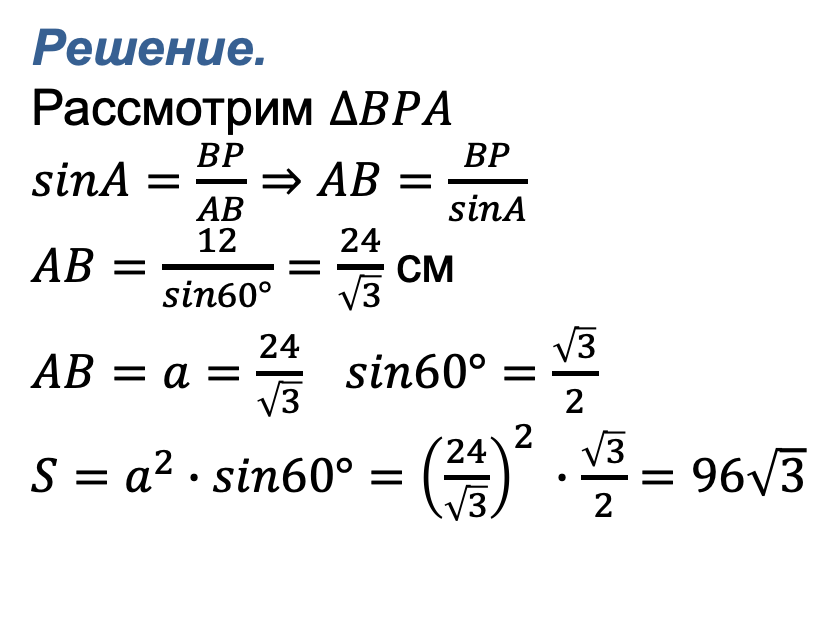 Решение.
Рассмотрим ΔBPA
sinA = BP/AB ⇒ AB = BP/sinA
AB = 12/sin60° = 24/√3 см
AB = a = 24/√3 sin60° = √3/2
S = a² · sin60° = (24/√3)² · √3/2 = 96√3